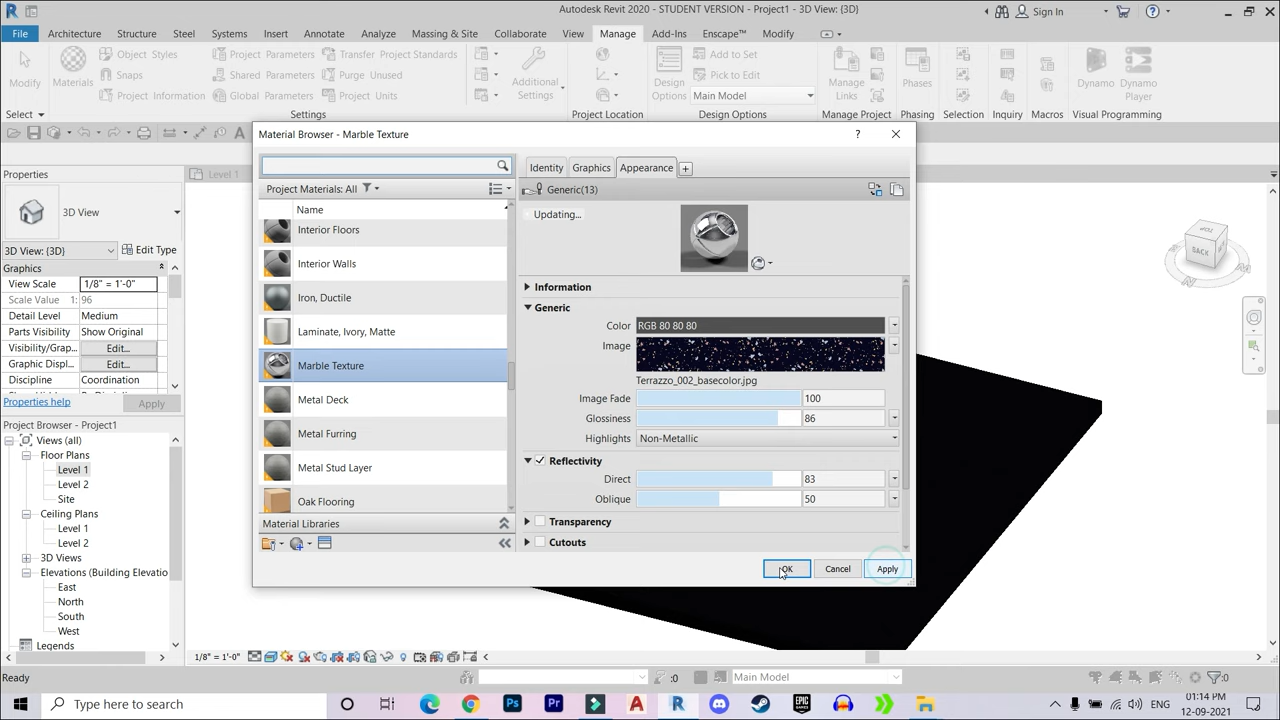 Autodesk Revit 2020 - STUDENT VERSION - Project1 - 3D View: {3D}
Sign In
File Architecture Structure Steel Systems Insert Annotate Analyze Massing & Site Collaborate View Manage Add-Ins Enscape™ Modify
Modify
Materials
Object Styles
Snaps
Project Information
Project Parameters
Shared Parameters
Global Parameters
Transfer Project Standards
Purge Unused
Project Units
Additional
Settings
Design
Options
Add to Set
Pick to Edit
Main Model
Manage
Links
Phases
Dynamo
Dynamo
Player
Select
Settings
Project Location
Design Options
Manage Project
Phasing
Selection
Inquiry
Macros
Visual Programming
Properties
3D View
3D View: {3D}
Edit Type
Graphics
View Scale 1/8" = 1'-0"
Scale Value 1: 96
Detail Level Medium
Parts Visibility Show Original
Visibility/Grap... Edit...
Graphic Displ... Edit...
Discipline Coordination
Properties help
Apply
Project Browser - Project1
Views (all)
Floor Plans
Level 1
Level 2
Site
Ceiling Plans
Level 1
Level 2
3D Views
Elevations (Building Elevatio
East
North
South
West
Legends
Level 1
Material Browser - Marble Texture
?
Project Materials: All
Name
Interior Floors
Interior Walls
Iron, Ductile
Laminate, Ivory, Matte
Marble Texture
Metal Deck
Metal Furring
Metal Stud Layer
Oak Flooring
Material Libraries
Identity Graphics Appearance
Generic(13)
Updating...
Information
Generic
Color RGB 80 80 80
Image
Terrazzo_002_basecolor.jpg
Image Fade 100
Glossiness 86
Highlights Non-Metallic
Reflectivity
Direct 83
Oblique 50
Transparency
Cutouts
OK Cancel Apply
BACK
1/8" = 1'-0"
Ready
:0
Main Model
:0
Type here to search
01:14 PM
12-09-2021